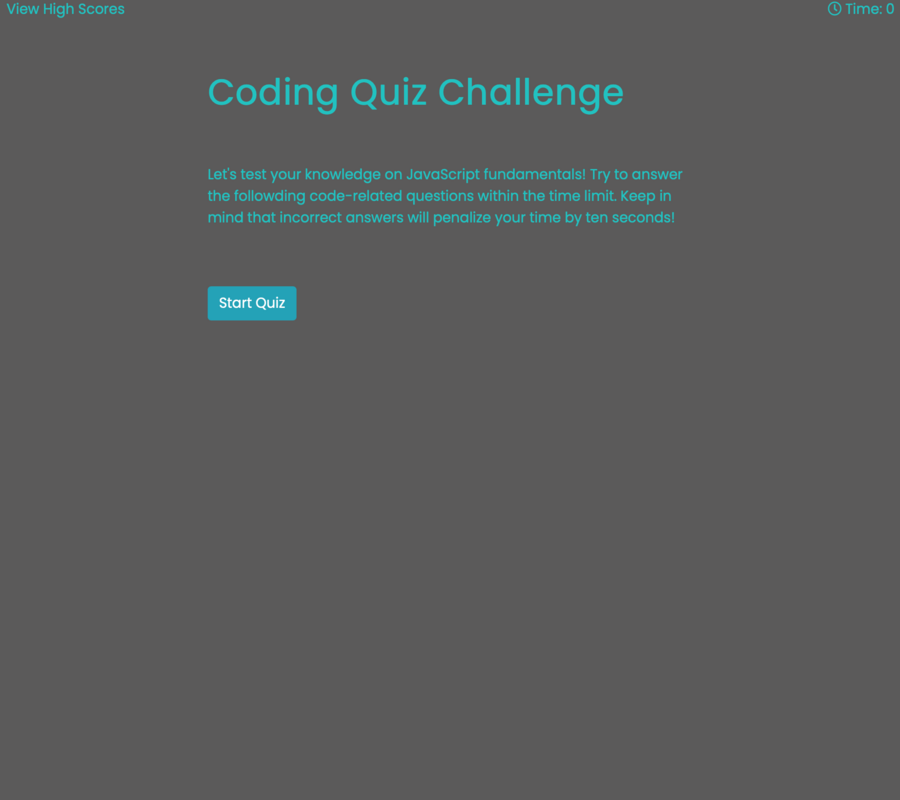 View High Scores
Time: 0
Coding Quiz Challenge
Let's test your knowledge on JavaScript fundamentals! Try to answer
the followding code-related questions within the time limit. Keep in
mind that incorrect answers will penalize your time by ten seconds!
Start Quiz